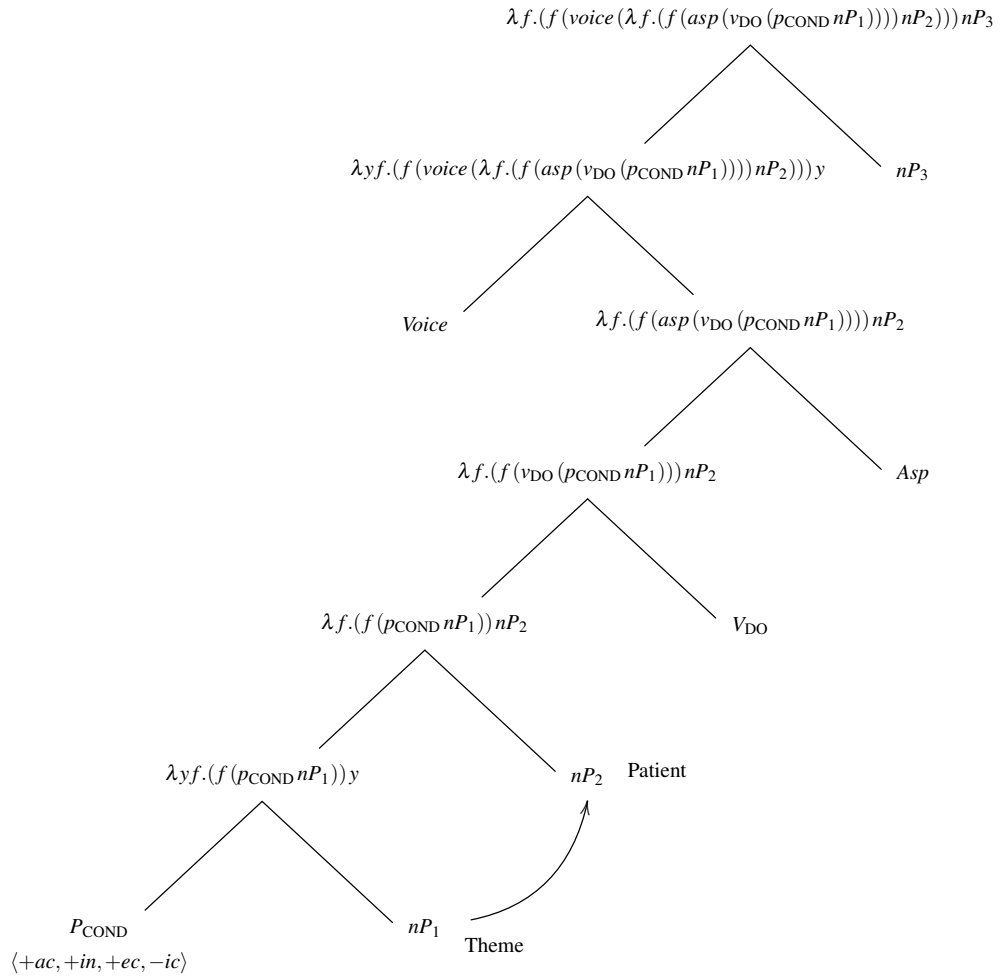 λf.(f(voice(λf.(f(asp(v_DO(p_COND nP_1))))nP_2)))nP_3
λyf.(f(voice(λf.(f(asp(v_DO(p_COND nP_1))))nP_2)))y
nP_3
Voice
λf.(f(asp(v_DO(p_COND nP_1))))nP_2
λf.(f(v_DO(p_COND nP_1)))nP_2
Asp
λf.(f(p_COND nP_1))nP_2
V_DO
λyf.(f(p_COND nP_1))y
nP_2 Patient
P_COND
nP_1
Theme
⟨+ac,+in,+ec,−ic⟩